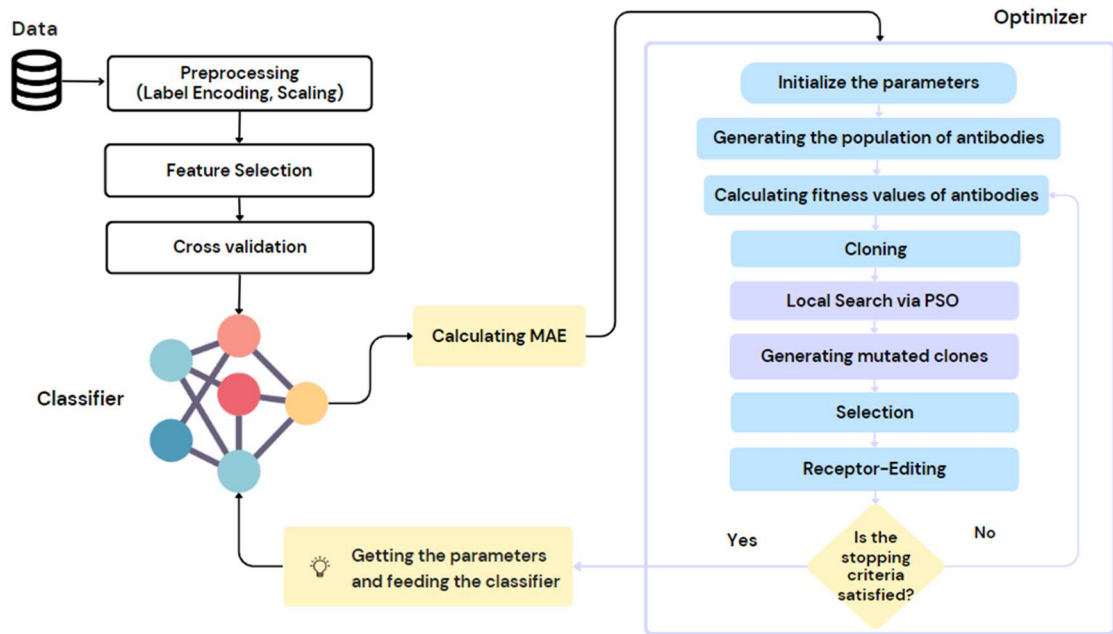 Data
Preprocessing
(Label Encoding, Scaling)
Feature Selection
Cross validation
Classifier
Calculating MAE
Optimizer
Initialize the parameters
Generating the population of antibodies
Calculating fitness values of antibodies
Cloning
Local Search via PSO
Generating mutated clones
Selection
Receptor-Editing
Is the
stopping
criteria
satisfied?
Yes
No
Getting the parameters
and feeding the classifier